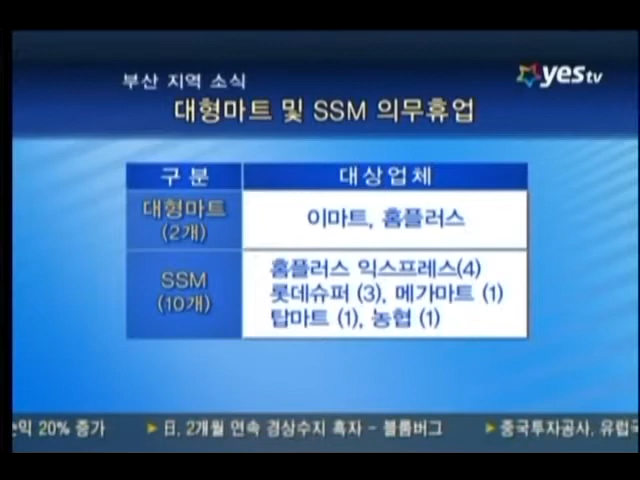 부산 지역 소식
yestv
대형마트 및 SSM 의무휴업
구 분
대상업체
대형마트
(2개)
이마트, 홈플러스
SSM
(10개)
홈플러스 익스프레스(4)
롯데슈퍼 (3), 메가마트 (1)
탑마트 (1), 농협 (1)
익 20% 증가 ▶ 日, 2개월 연속 경상수지 흑자 - 블룸버그 ▶ 중국투자공사, 유럽